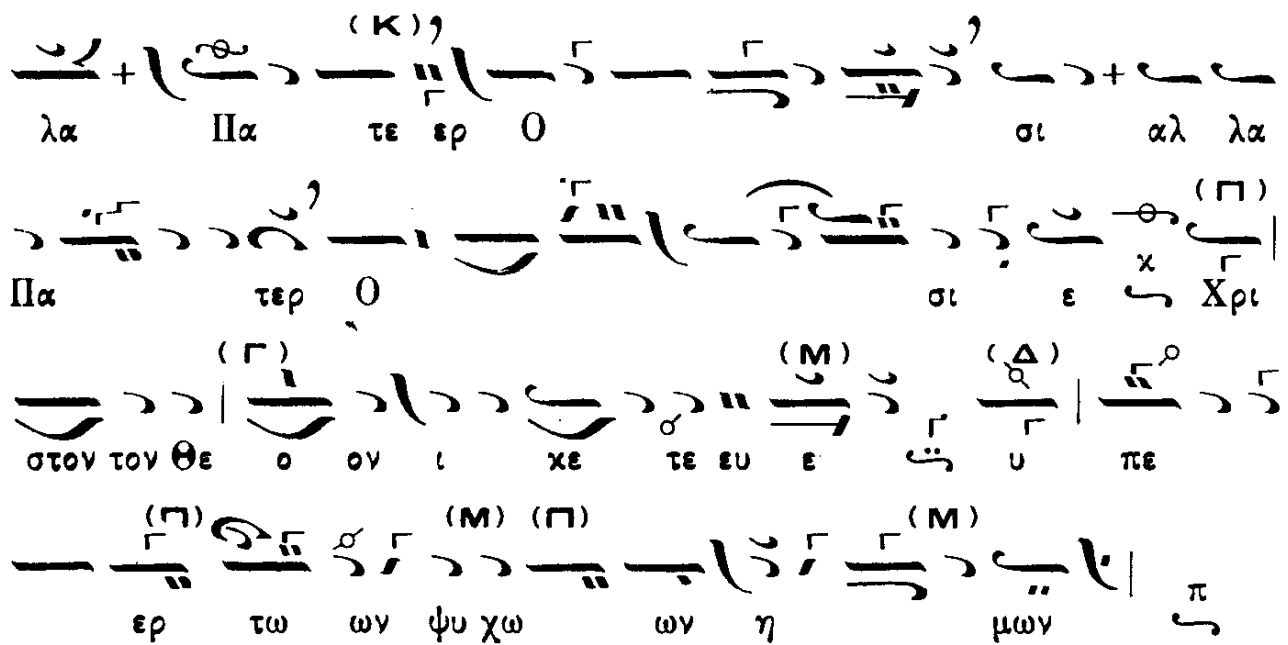 (Κ)
λα Πα τε ερ Ο σι αλ λα
(Π)
Πα τερ Ο σι ε χ Χρι
(Γ) (Μ) (Δ)
στον τον Θε ο ον ι κε τε ευ ε υ πε
(Π) (Μ) (Π) (Μ)
ερ τω ων ψυ χω ων η μων π